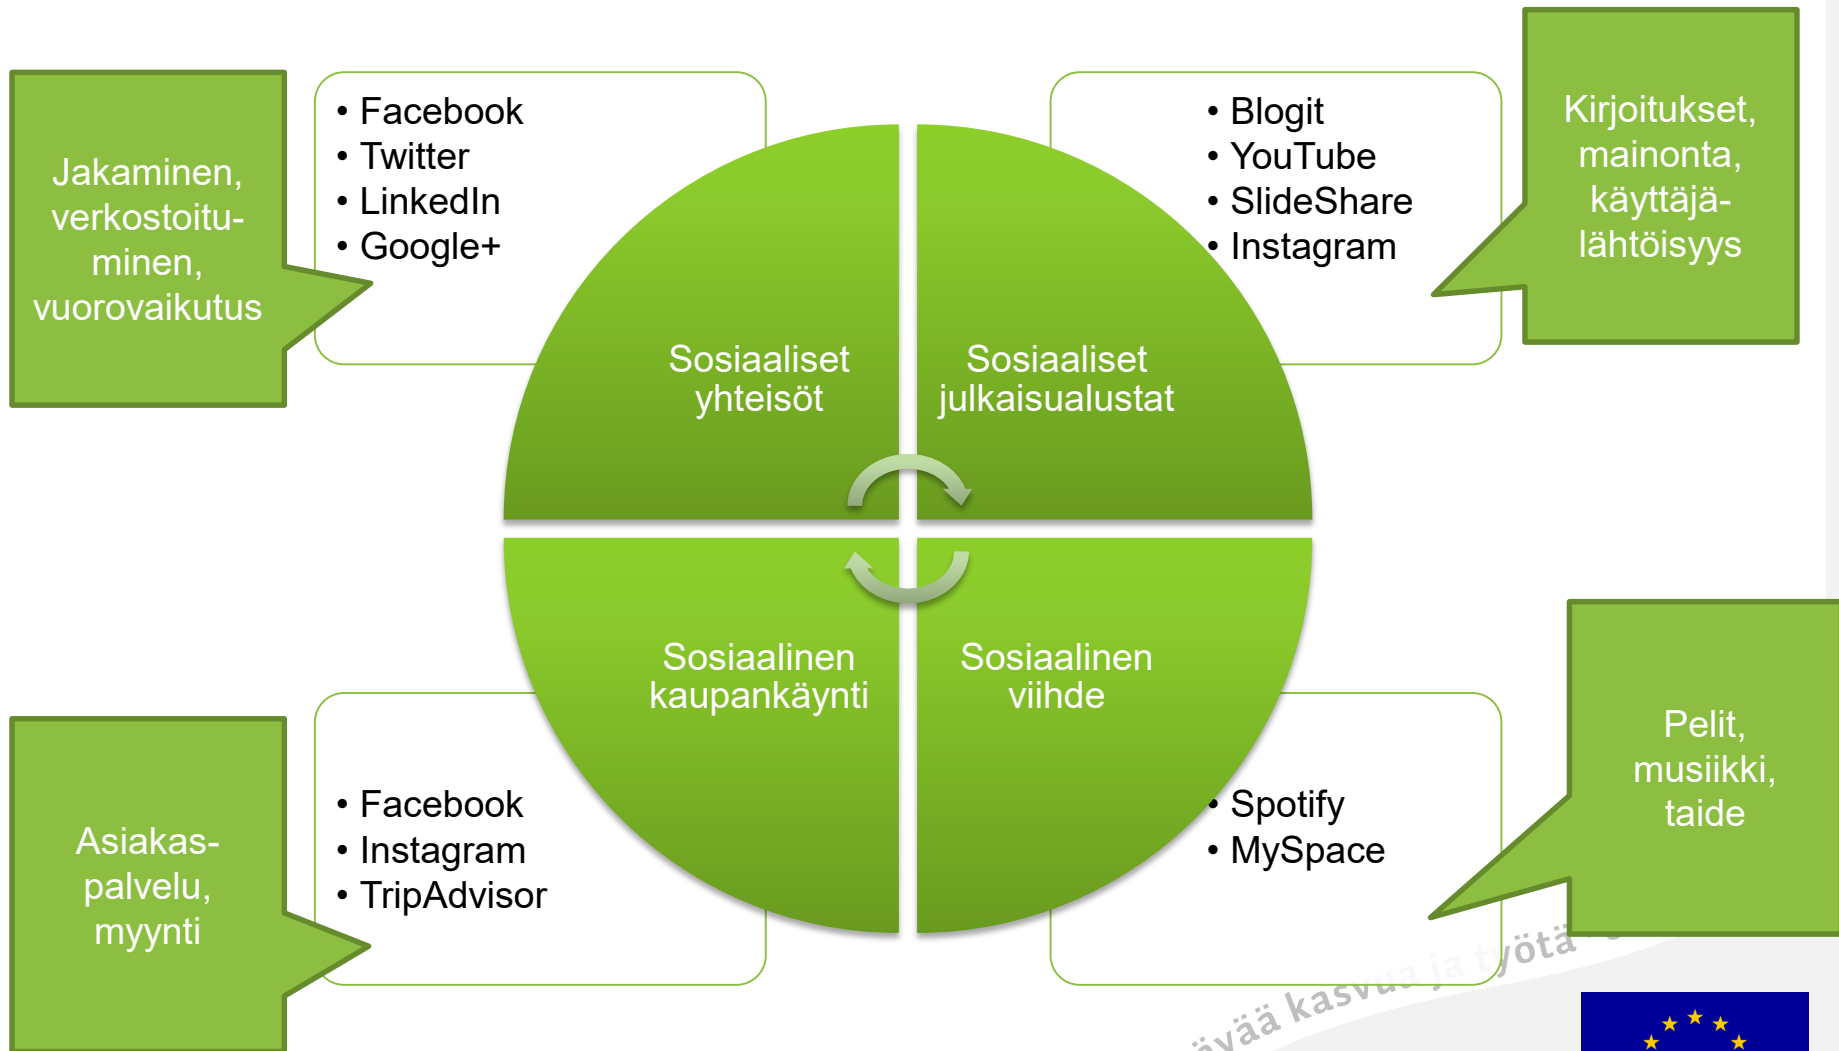 Jakaminen,
verkostoitu-
minen,
vuorovaikutus
• Facebook
• Twitter
• LinkedIn
• Google+
Sosiaaliset
yhteisöt
• Blogit
• YouTube
• SlideShare
• Instagram
Kirjoitukset,
mainonta,
käyttäjä-
lähtöisyys
Sosiaaliset
julkaisualustat
Asiakas-
palvelu,
myynti
• Facebook
• Instagram
• TripAdvisor
Sosiaalinen
kaupankäynti
Sosiaalinen
viihde
• Spotify
• MySpace
Pelit,
musiikki,
taide
kasvua ja työtä